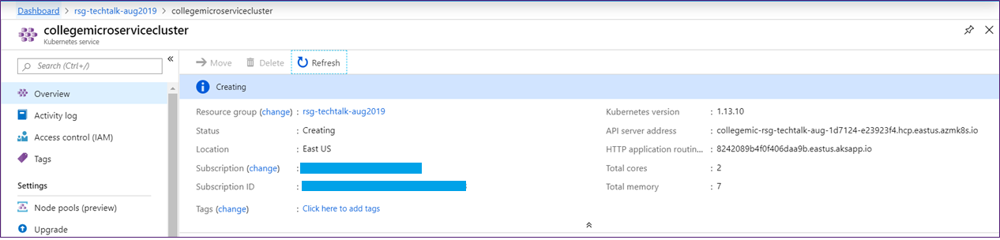 Dashboard > rsg-techtalk-aug2019 > collegemicroservicecluster
collegemicroservicecluster
Kubernetes service
Search (Ctrl+/)
Overview
Activity log
Access control (IAM)
Tags
Settings
Node pools (preview)
Upgrade
Move Delete Refresh
Creating
Resource group (change) : rsg-techtalk-aug2019
Status : Creating
Location : East US
Subscription (change) :
Subscription ID :
Tags (change) : Click here to add tags
Kubernetes version : 1.13.10
API server address : collegemic-rsg-techtalk-aug-1d7124-e23923f4.hcp.eastus.azmk8s.io
HTTP application routin... : 8242089b4f0f406daa9b.eastus.aksapp.io
Total cores : 2
Total memory : 7